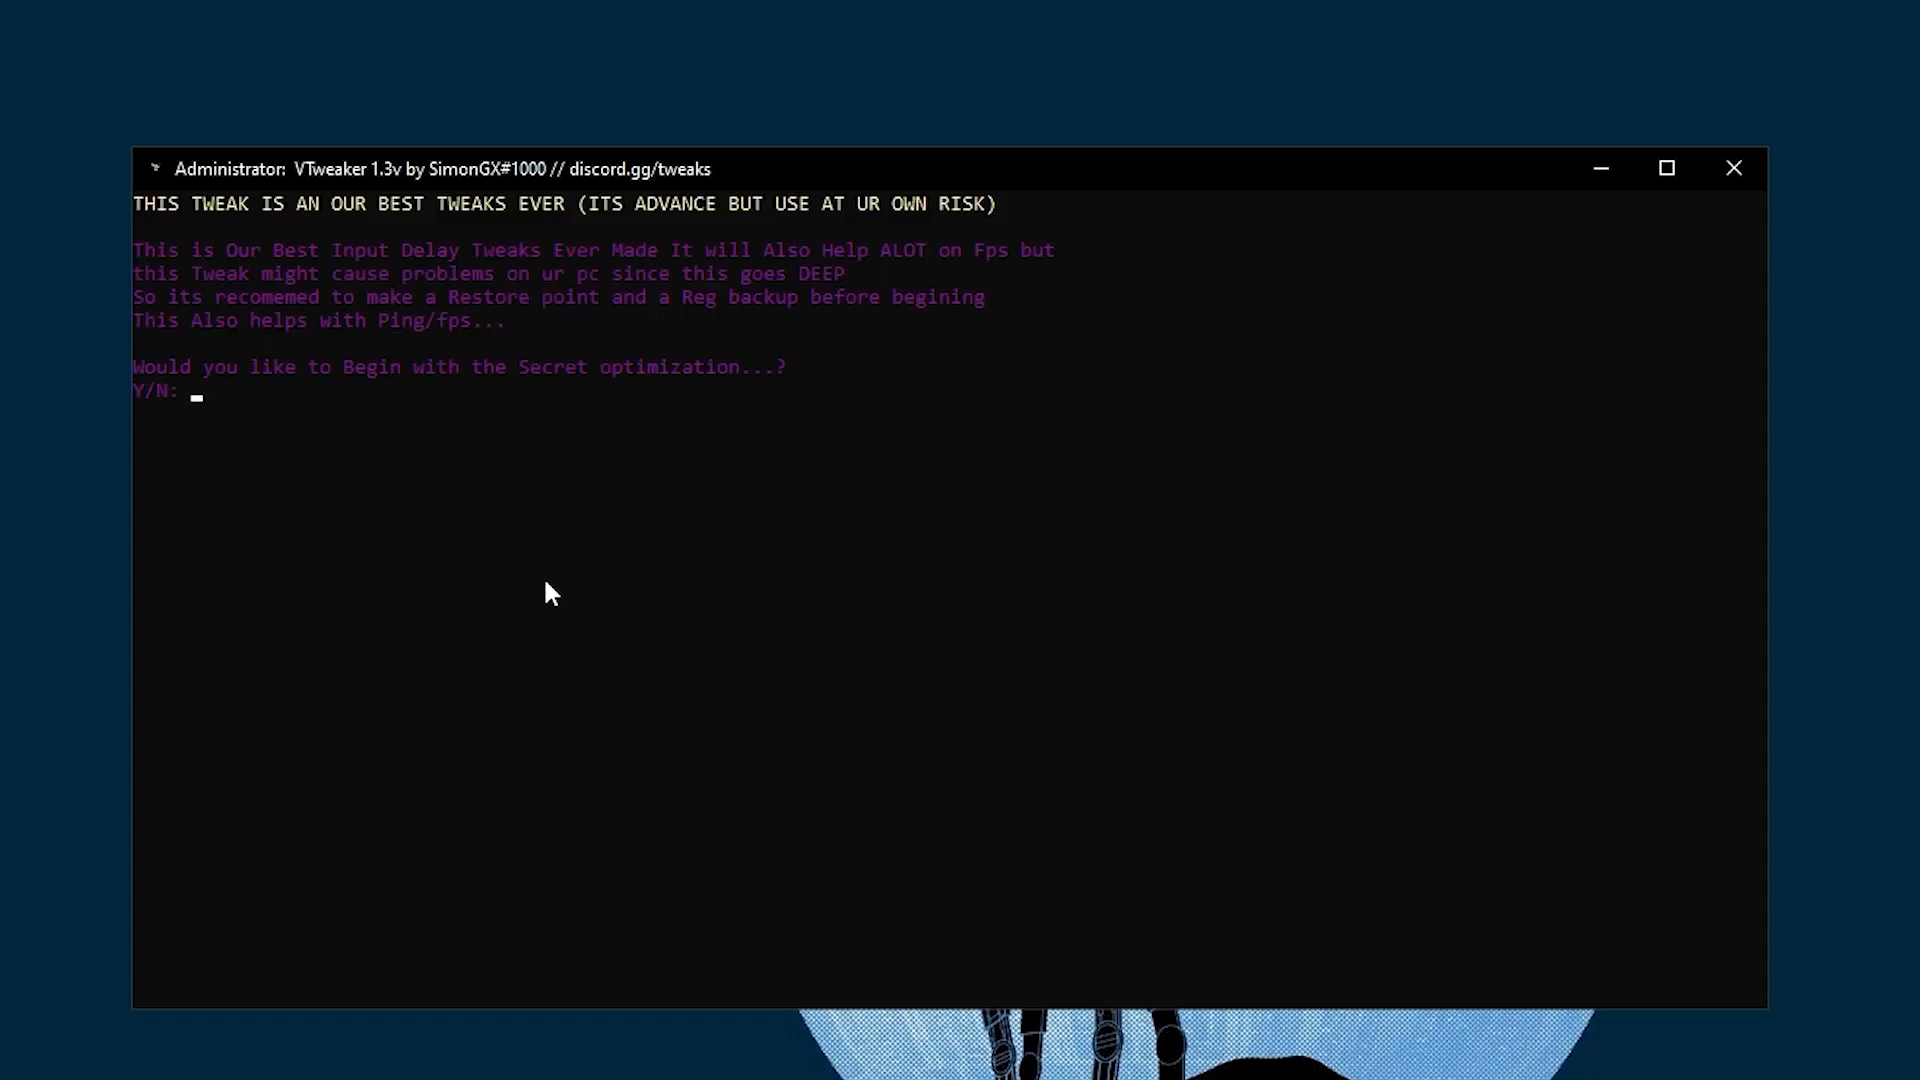 Administrator: VTweaker 1.3v by SimonGX#1000 // discord.gg/tweaks
THIS TWEAK IS AN OUR BEST TWEAKS EVER (ITS ADVANCE BUT USE AT UR OWN RISK)
This is Our Best Input Delay Tweaks Ever Made It will Also Help ALOT on Fps but
this Tweak might cause problems on ur pc since this goes DEEP
So its recomemed to make a Restore point and a Reg backup before begining
This Also helps with Ping/fps...
Would you like to Begin with the Secret optimization...?
Y/N: